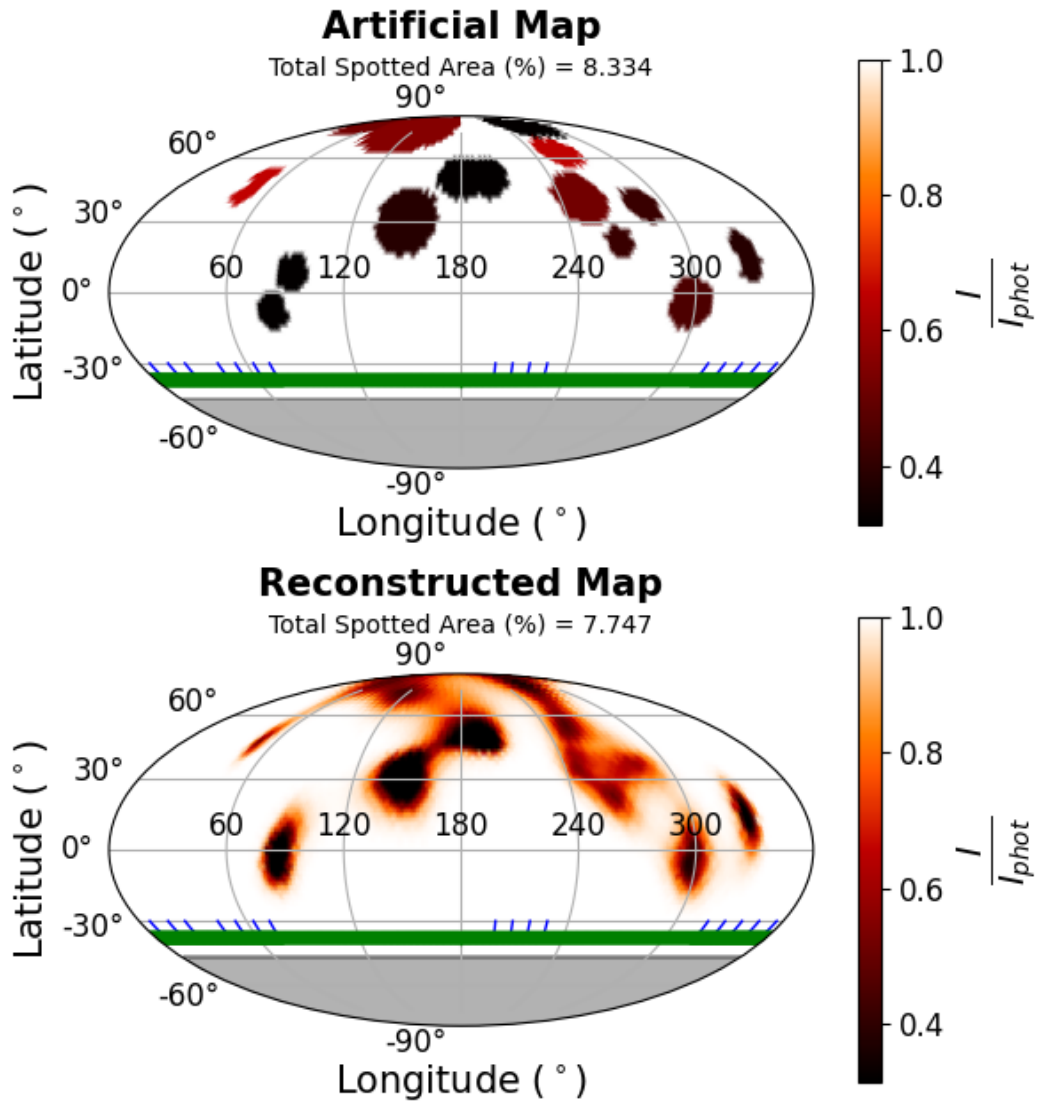 Artificial Map
Total Spotted Area (%) = 8.334
90°
60°
30°
0°
-30°
-60°
-90°
60 120 180 240 300
Latitude (°)
Longitude (°)
1.0
0.8
0.6
0.4
I
I_phot
Reconstructed Map
Total Spotted Area (%) = 7.747
90°
60°
30°
0°
-30°
-60°
-90°
60 120 180 240 300
Latitude (°)
Longitude (°)
1.0
0.8
0.6
0.4
I
I_phot